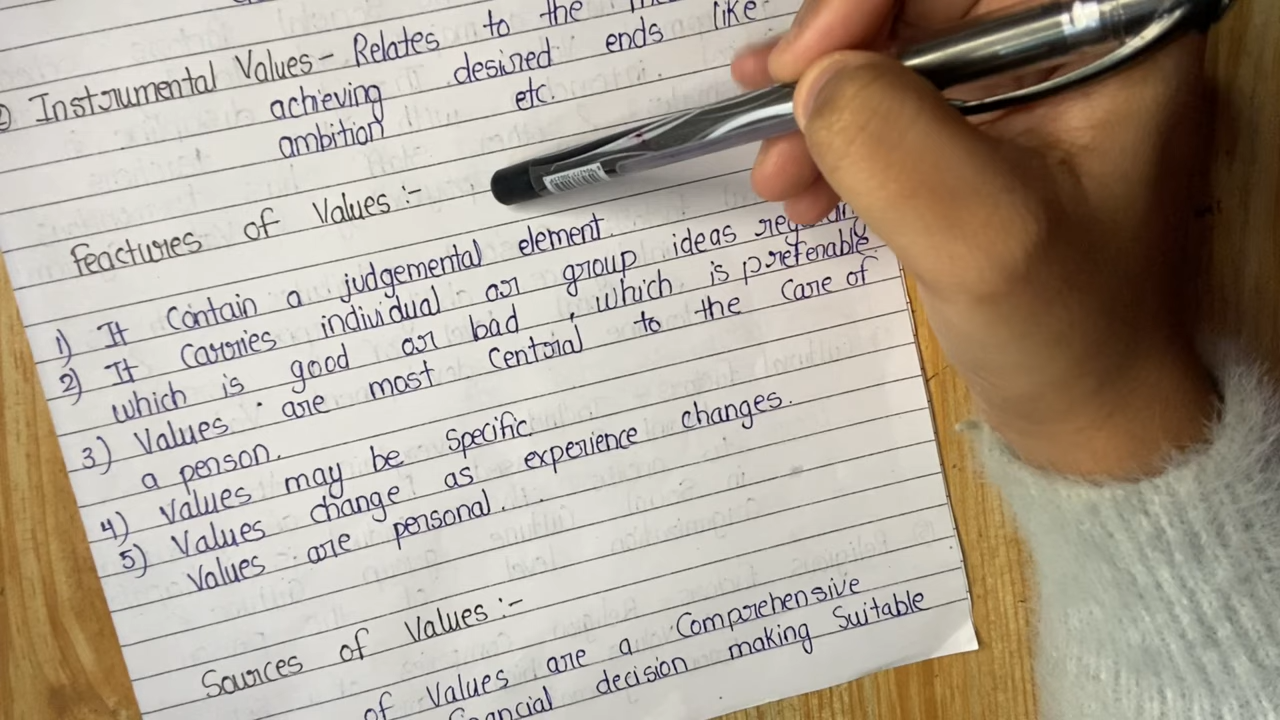 ② Instrumental Values - Relates to the
achieving desired ends like
ambition etc.
Feactures of Values :-
1) It Contain a judgemental element
2) It carries individual or group ideas
which is good or bad , which is preferable
3) Values are most Central to the Care of
a person.
4) Values may be Specific.
5) Values change as experience changes.
Values are personal.
Sources of Values :-
of Values are a Comprehensive
decision making Suitable